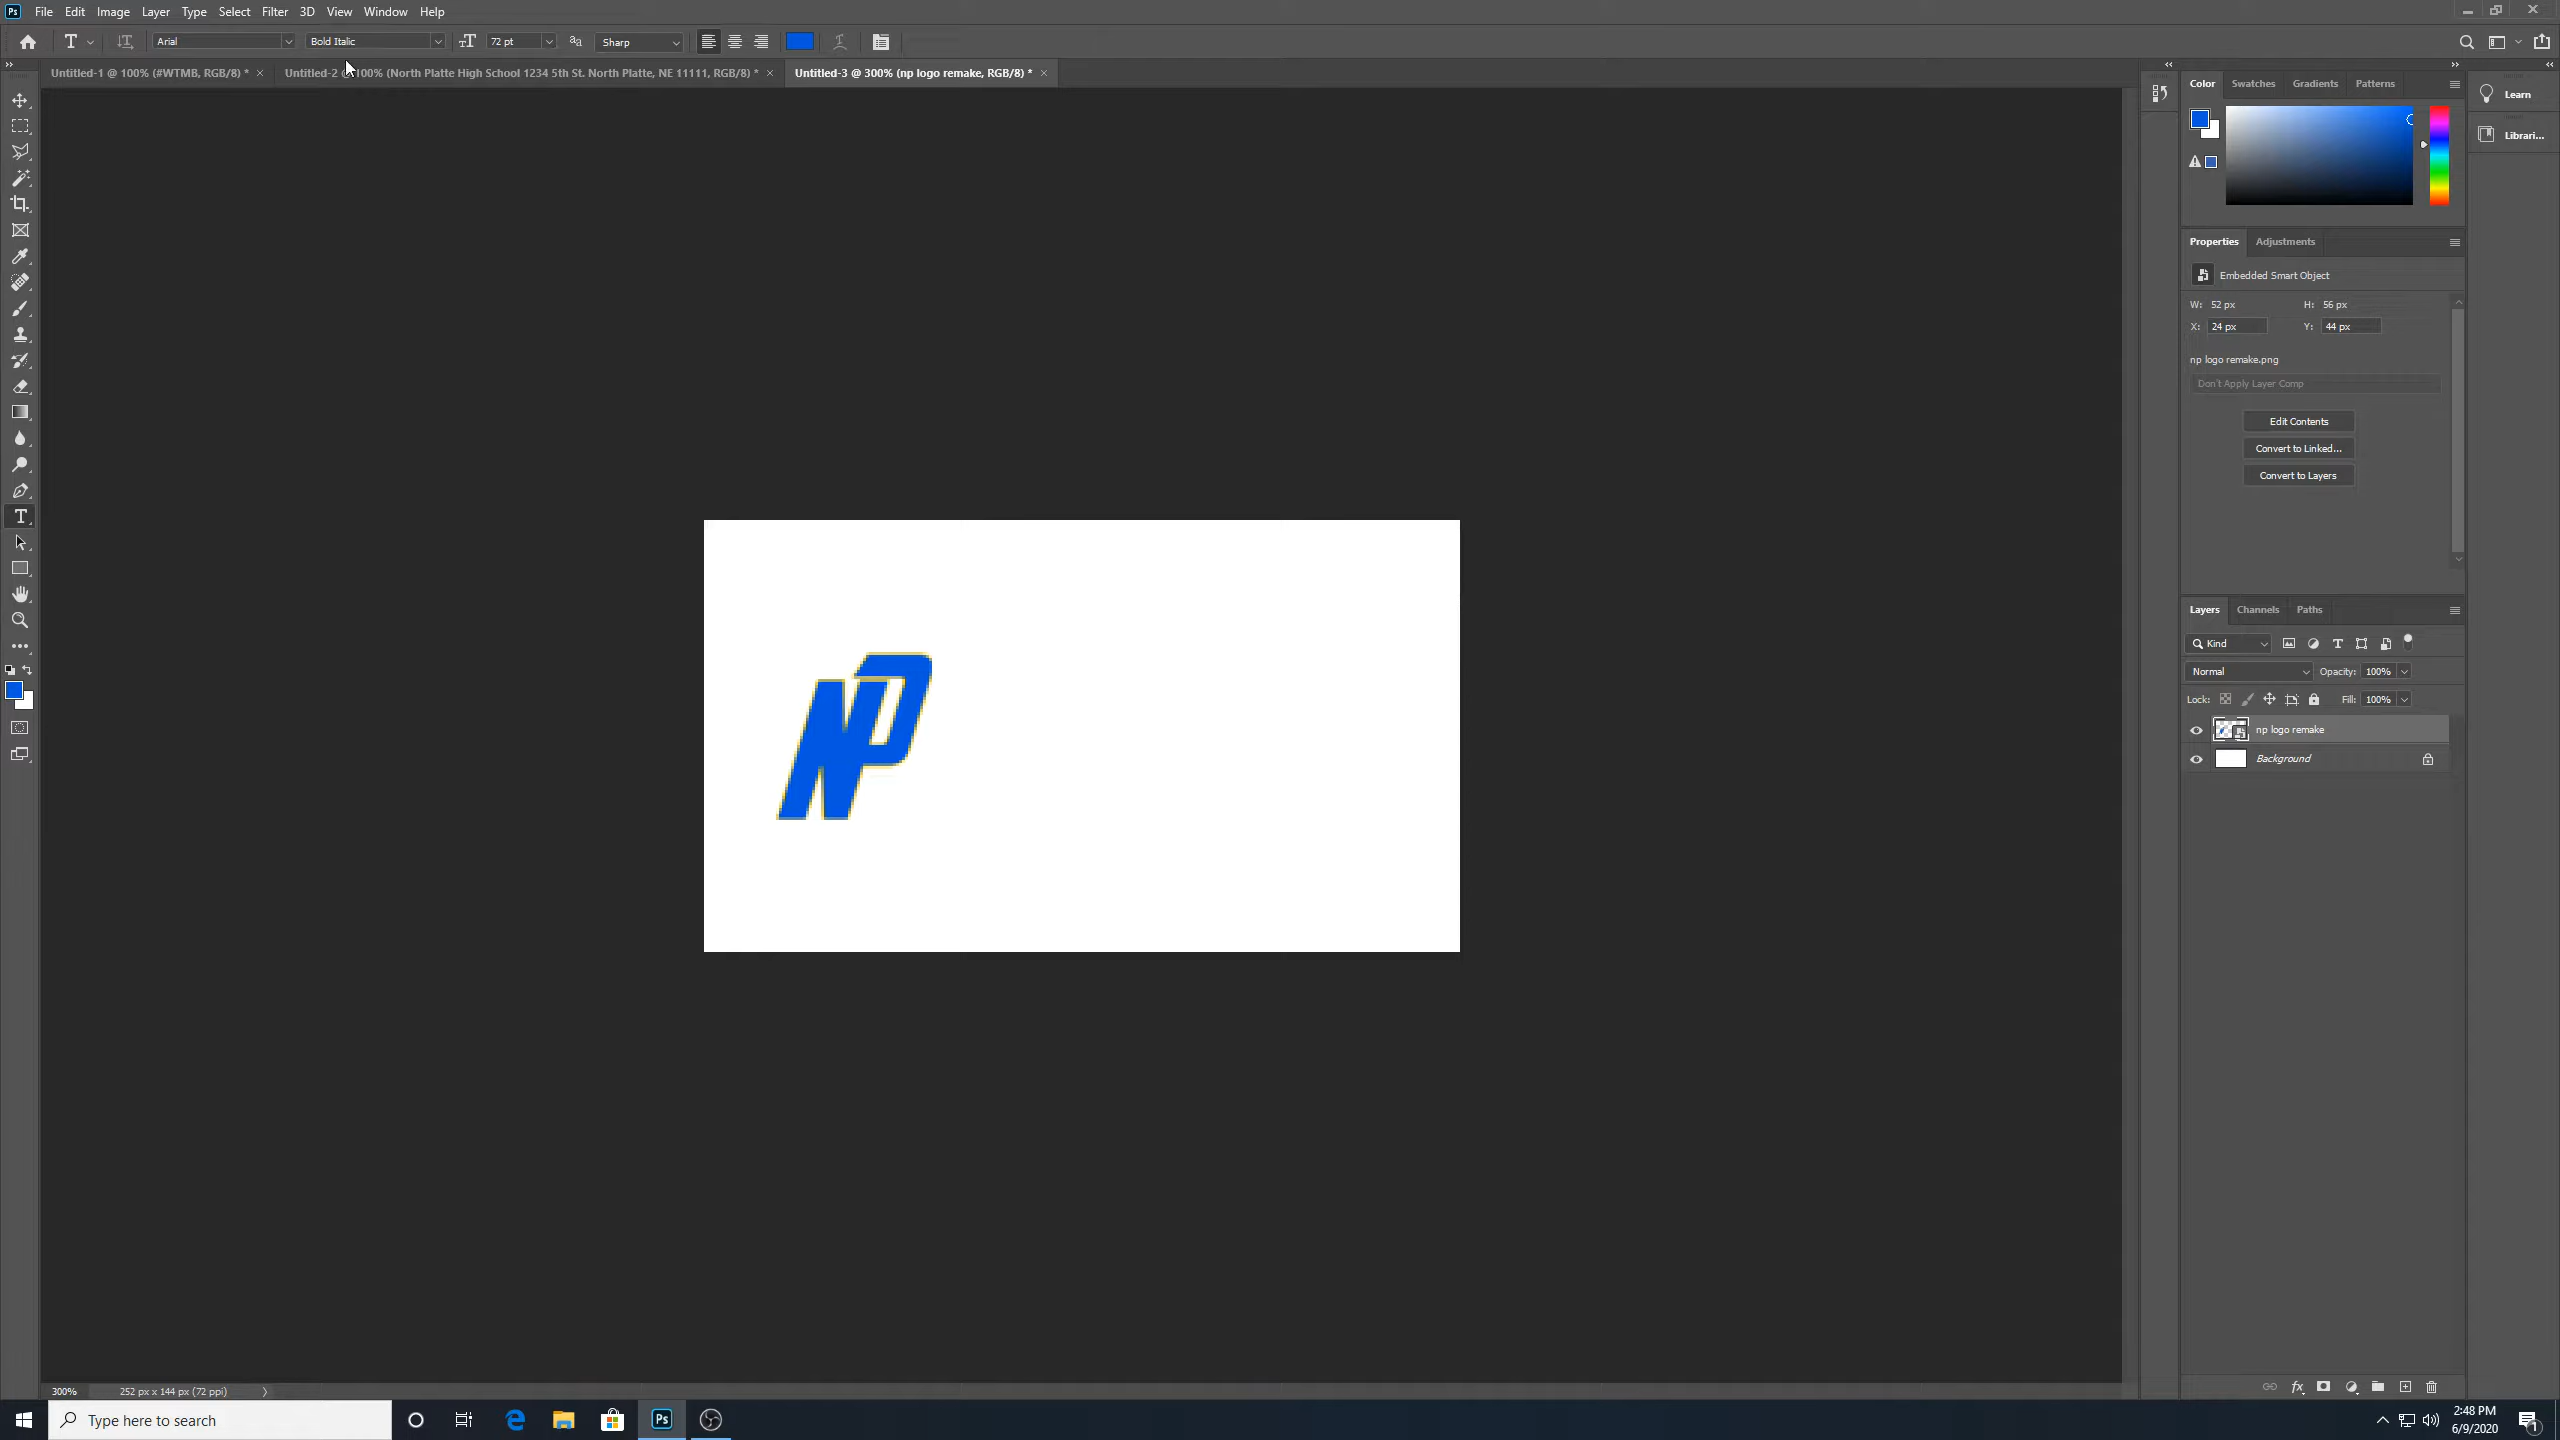 Ps File Edit Image Layer Type Select Filter 3D View Window Help
T Arial Bold Italic 72 pt aa Sharp
Untitled-1 @ 100% (#WTMB, RGB/8) * × Untitled-2 100% (North Platte High School 1234 5th St. North Platte, NE 11111, RGB/8) * × Untitled-3 @ 300% (np logo remake, RGB/8) * ×
Color Swatches Gradients Patterns
Learn
Librari...
Properties Adjustments
Embedded Smart Object
W: 52 px H: 56 px
X: 24 px Y: 44 px
np logo remake.png
Don't Apply Layer Comp
Edit Contents
Convert to Linked...
Convert to Layers
NP
Layers Channels Paths
Kind T
Normal Opacity: 100%
Lock: Fill: 100%
np logo remake
Background
fx
300% 252 px x 144 px (72 ppi)
Type here to search
Ps
2:48 PM
6/9/2020
1